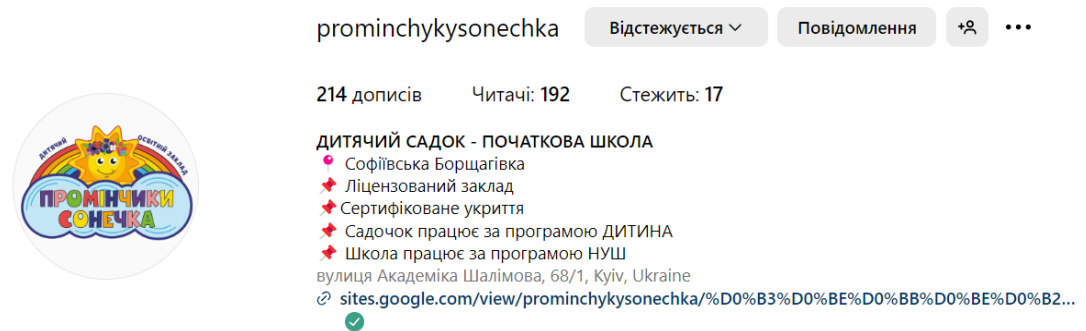 prominchykysonechka
Відстежується
Повідомлення
214 дописів
Читачі: 192
Стежить: 17
ДИТЯЧИЙ ОСВІТНІЙ ЗАКЛАД
ПРОМІНЧИКИ
СОНЕЧКА
ДИТЯЧИЙ САДОК - ПОЧАТКОВА ШКОЛА
Софіївська Борщагівка
Ліцензований заклад
Сертифіковане укриття
Садочок працює за програмою ДИТИНА
Школа працює за програмою НУШ
вулиця Академіка Шалімова, 68/1, Kyiv, Ukraine
sites.google.com/view/prominchykysonechka/%D0%B3%D0%BE%D0%BB%D0%BE%D0%B2...